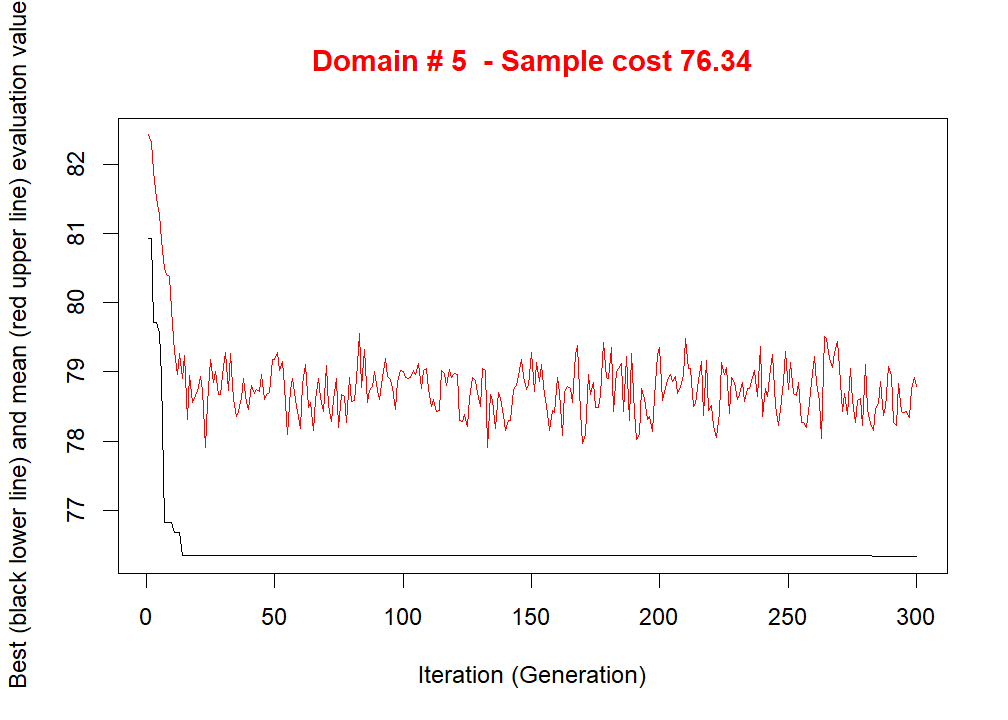 Domain # 5  - Sample cost 76.34
Best (black lower line) and mean (red upper line) evaluation value
82
81
80
79
78
77
0 50 100 150 200 250 300
Iteration (Generation)